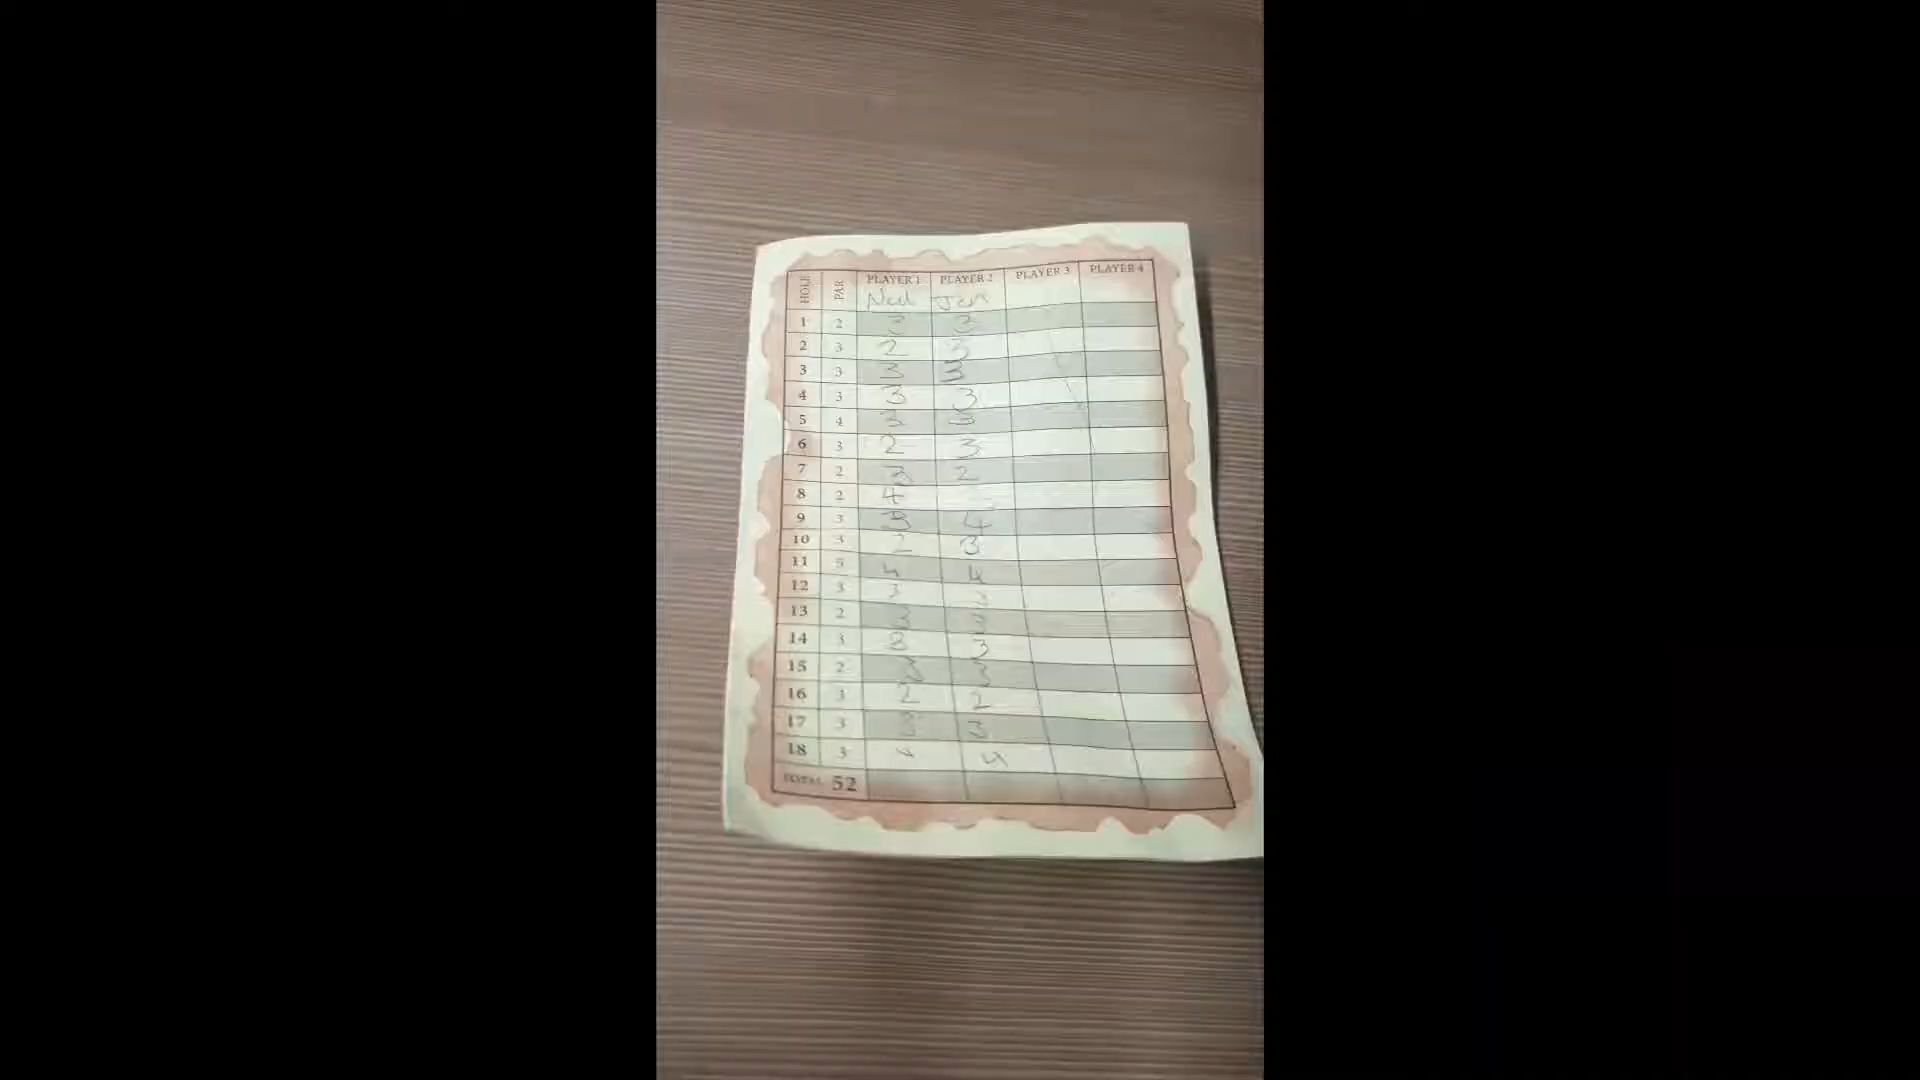 HOLE PAR PLAYER 1 PLAYER 2 PLAYER 3 PLAYER 4
Ned Jen
1 2 3 3
2 3 2 3
3 3 3 3
4 3 3 3
5 4 3 3
6 3 2 3
7 2 3 2
8 2 4
9 3 3 4
10 3 2 3
11 5 4 4
12 3 3
13 2 3 3
14 3 3 3
15 2 3 3
16 3 2 2
17 3 3 3
18 3 4 4
TOTAL 52